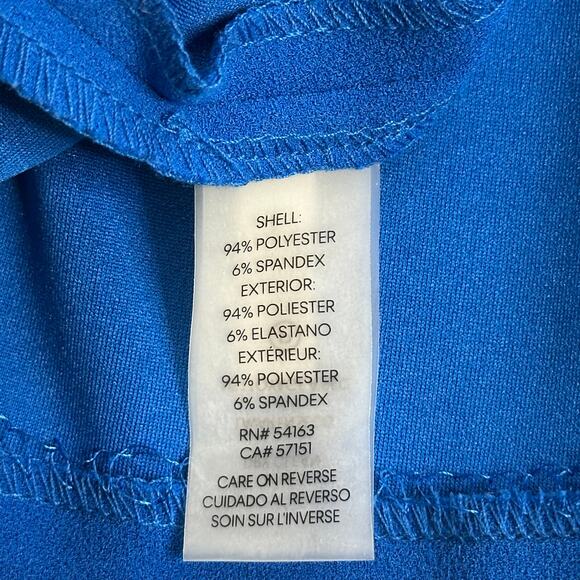 SHELL:
94% POLYESTER
6% SPANDEX
EXTERIOR:
94% POLIESTER
6% ELASTANO
EXTÉRIEUR:
94% POLYESTER
6% SPANDEX
RN# 54163
CA# 57151
CARE ON REVERSE
CUIDADO AL REVERSO
SOIN SUR L'INVERSE